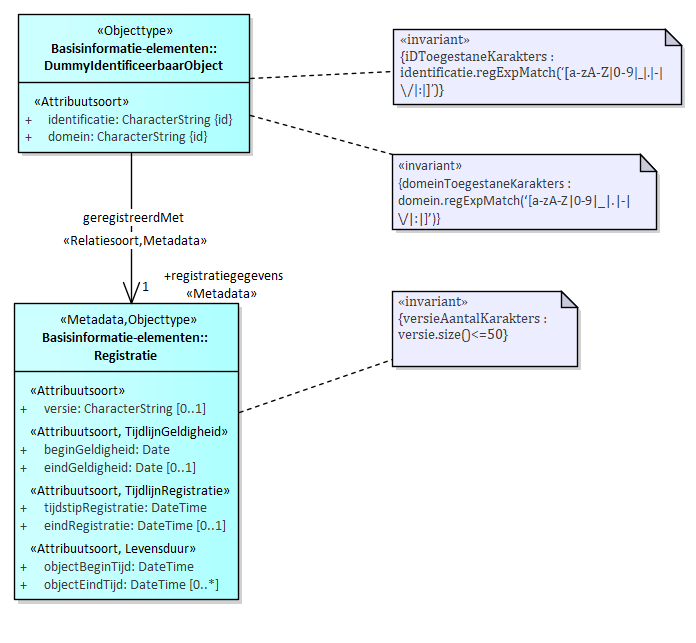 «Objecttype»
Basisinformatie-elementen::
DummyIdentificeerbaarObject
«Attribuutsoort»
+ identificatie: CharacterString {id}
+ domein: CharacterString {id}
«invariant»
{iDToegestaneKarakters :
identificatie.regExpMatch(‘[a-zA-Z|0-9|_|.|-|
\/|:|]’)}
«invariant»
{domeinToegestaneKarakters :
domein.regExpMatch(‘[a-zA-Z|0-9|_|.|-|
\/|:|]’)}
geregistreerdMet
«Relatiesoort,Metadata»
1
+registratiegegevens
«Metadata»
«Metadata,Objecttype»
Basisinformatie-elementen::
Registratie
«Attribuutsoort»
+ versie: CharacterString [0..1]
«Attribuutsoort, TijdlijnGeldigheid»
+ beginGeldigheid: Date
+ eindGeldigheid: Date [0..1]
«Attribuutsoort, TijdlijnRegistratie»
+ tijdstipRegistratie: DateTime
+ eindRegistratie: DateTime [0..1]
«Attribuutsoort, Levensduur»
+ objectBeginTijd: DateTime
+ objectEindTijd: DateTime [0..*]
«invariant»
{versieAantalKarakters :
versie.size()<=50}